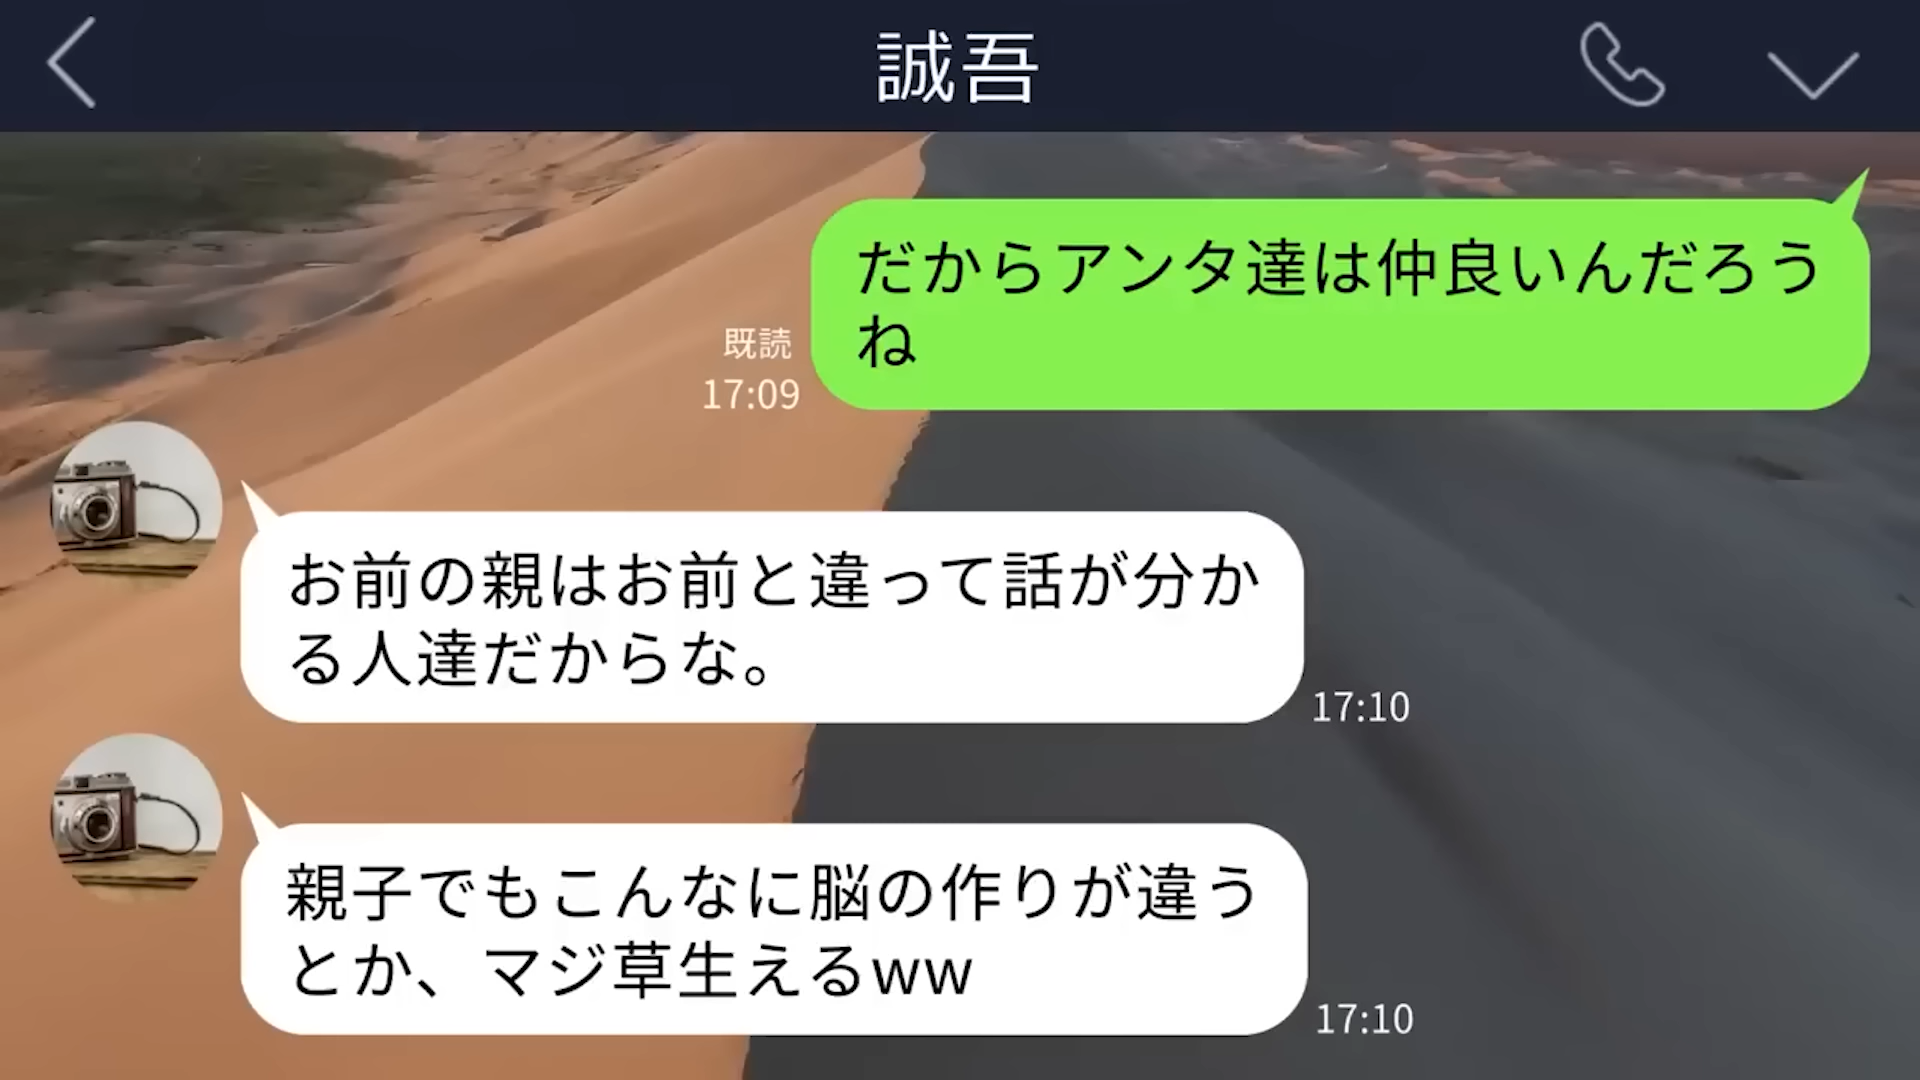 誠吾
だからアンタ達は仲良いんだろう
ね
既読
17:09
お前の親はお前と違って話が分か
る人達だからな。
17:10
親子でもこんなに脳の作りが違う
とか、マジ草生えるww
17:10